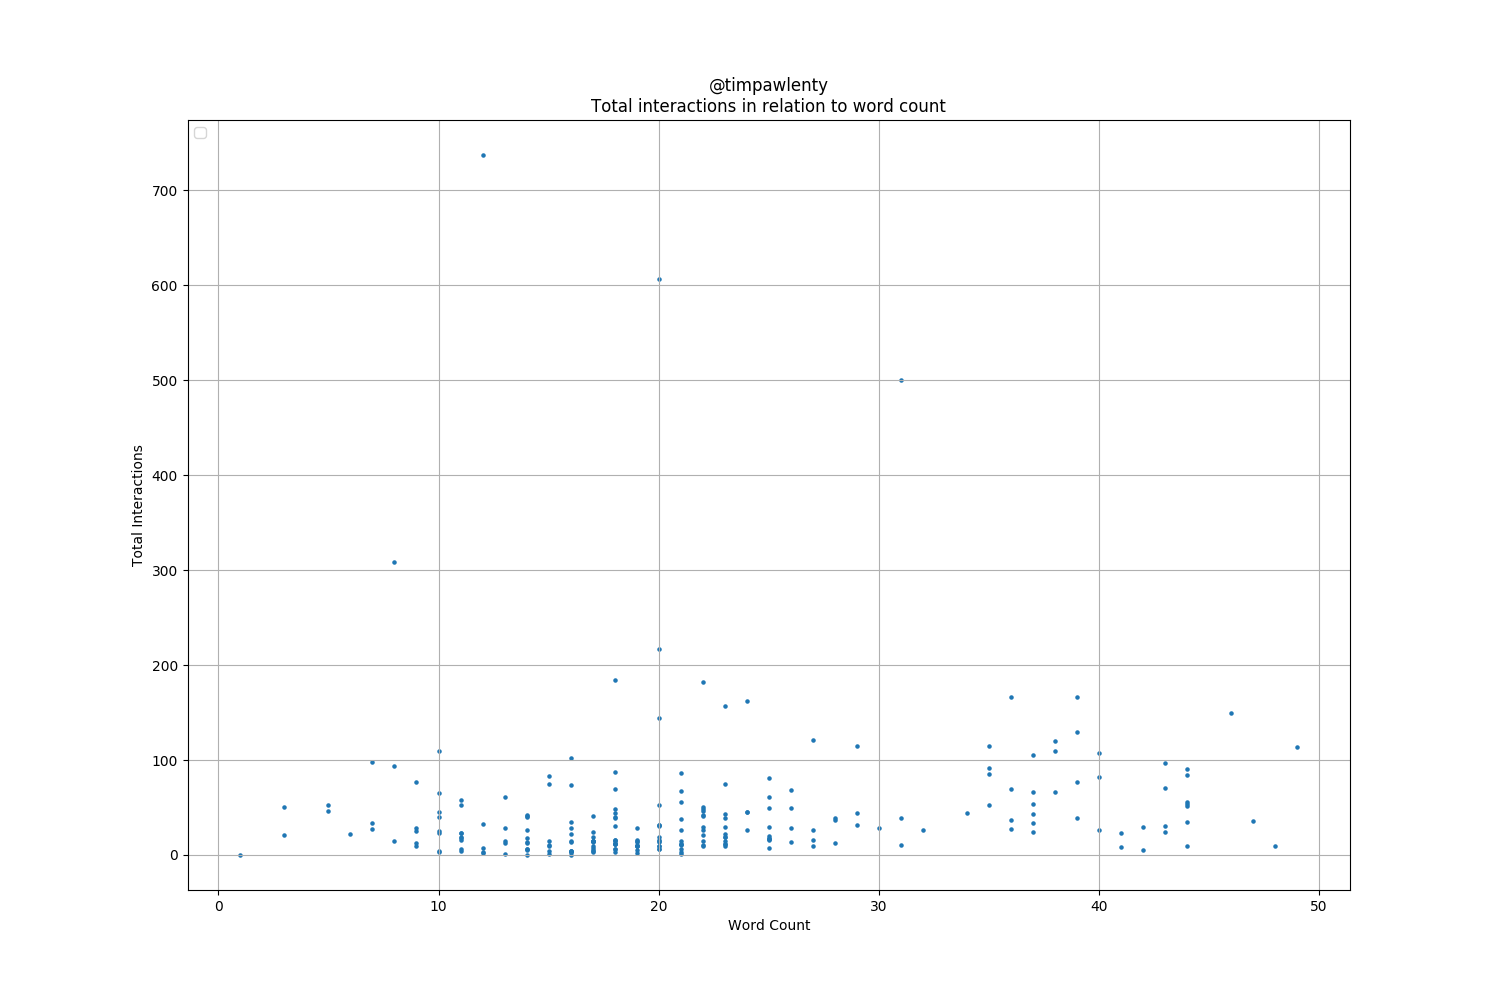 @timpawlenty
Total interactions in relation to word count
700
600
500
400
300
200
100
0
Total Interactions
0 10 20 30 40 50
Word Count